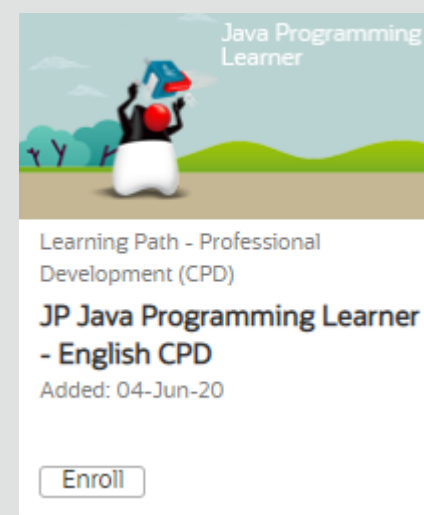 Java Programming
Learner
Learning Path - Professional
Development (CPD)
JP Java Programming Learner
- English CPD
Added: 04-Jun-20
Enroll